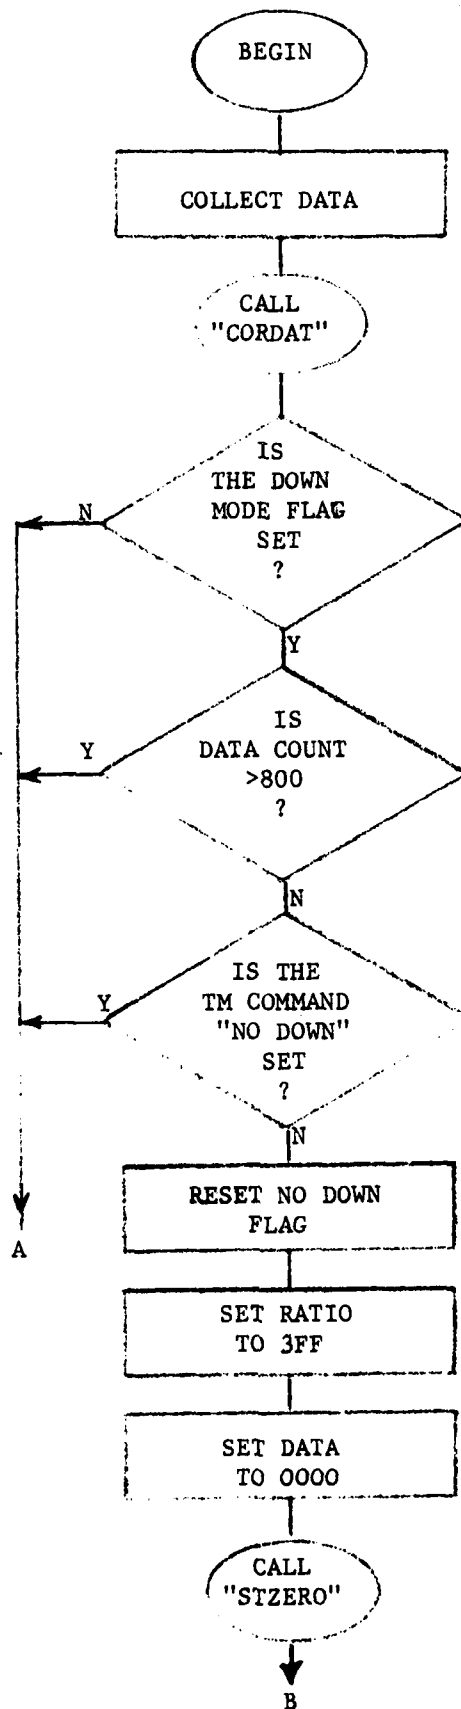 BEGIN
COLLECT DATA
CALL
"CORDAT"
IS
THE DOWN
MODE FLAG
SET
?
N
Y
IS
DATA COUNT
>800
?
Y
N
IS THE
TM COMMAND
"NO DOWN"
SET
?
Y
N
RESET NO DOWN
FLAG
A
SET RATIO
TO 3FF
SET DATA
TO 0000
CALL
"STZERO"
B